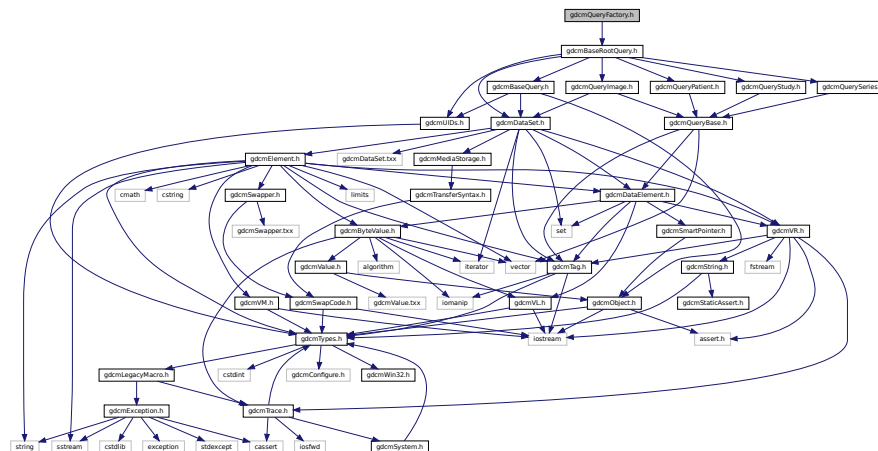 gdcmQueryFactory.h
gdcmBaseRootQuery.h
gdcmBaseQuery.h
gdcmQueryImage.h
gdcmQueryPatient.h
gdcmQueryStudy.h
gdcmQuerySeries.h
gdcmUIDs.h
gdcmDataSet.h
gdcmQueryBase.h
gdcmElement.h
gdcmDataSet.txx
gdcmMediaStorage.h
cmath
cstring
gdcmSwapper.h
limits
gdcmTransferSyntax.h
gdcmDataElement.h
gdcmSwapper.txx
gdcmByteValue.h
set
gdcmSmartPointer.h
gdcmVR.h
gdcmValue.h
algorithm
iterator
vector
gdcmTag.h
gdcmString.h
fstream
gdcmVM.h
gdcmSwapCode.h
gdcmValue.txx
iomanip
gdcmVL.h
gdcmObject.h
gdcmStaticAssert.h
gdcmTypes.h
iostream
assert.h
gdcmLegacyMacro.h
cstdint
gdcmConfigure.h
gdcmWin32.h
gdcmException.h
gdcmTrace.h
string
sstream
cstdlib
exception
stdexcept
cassert
iosfwd
gdcmSystem.h